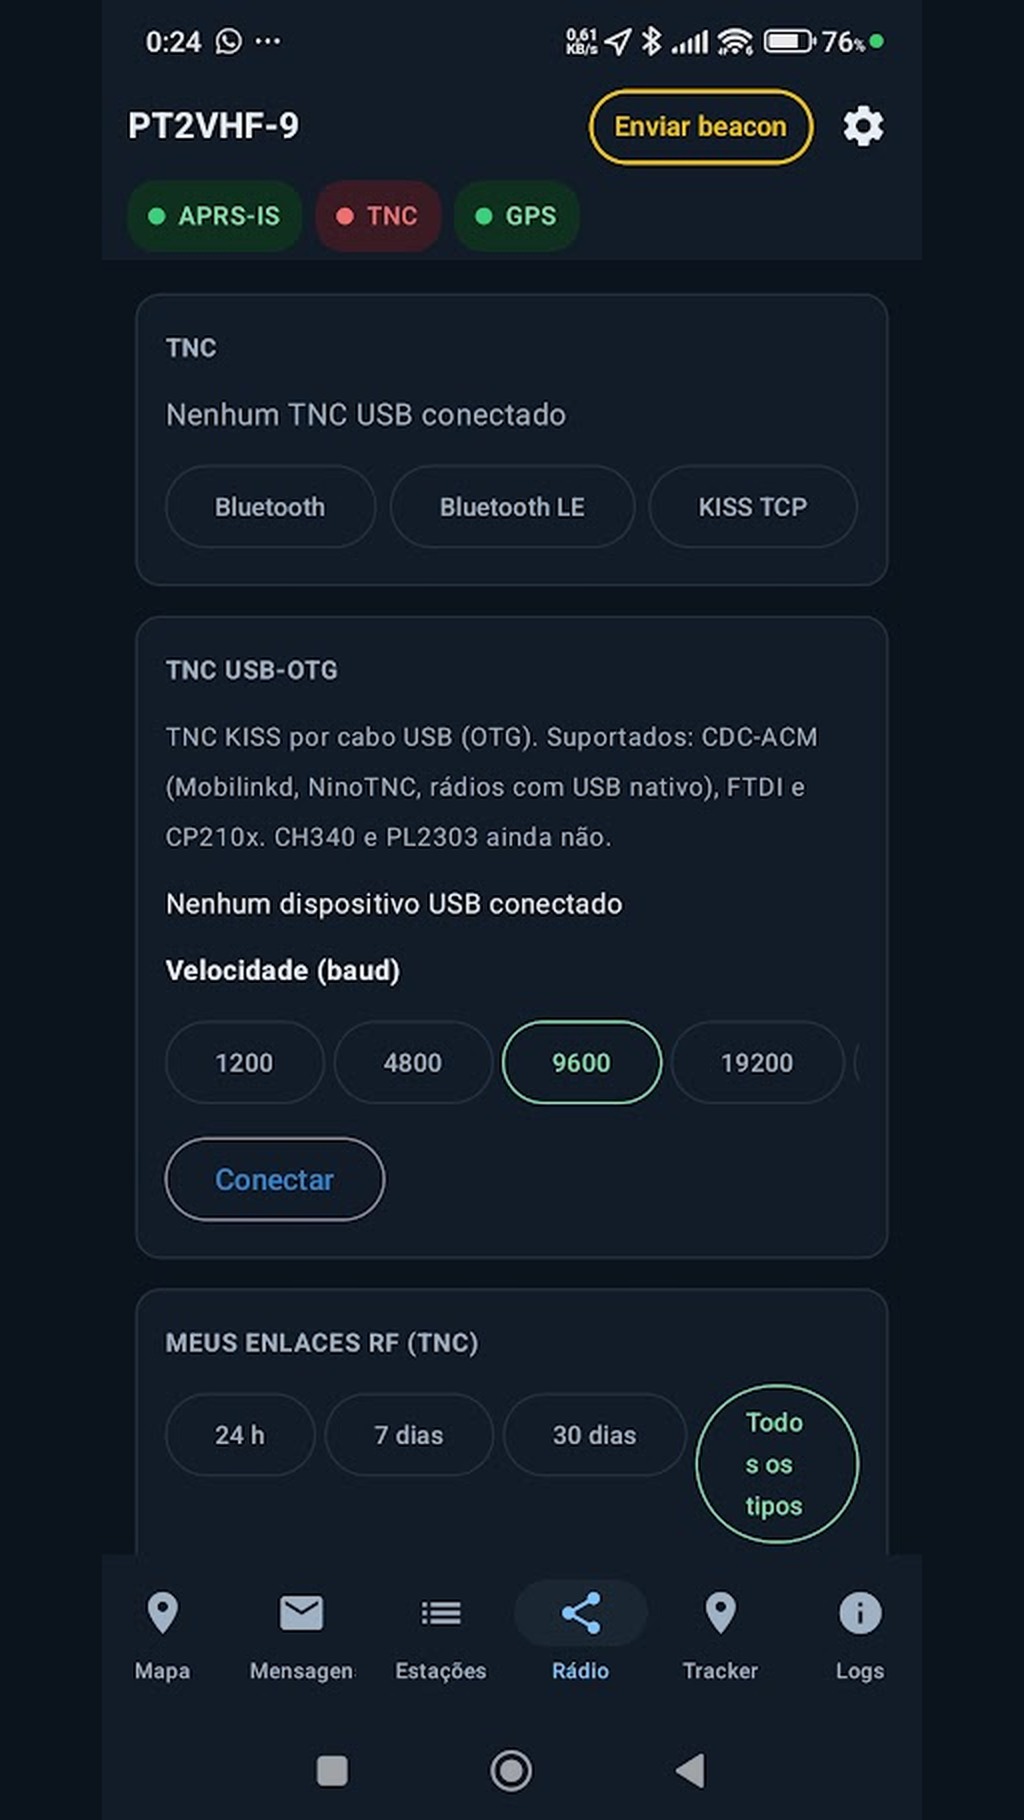 0:24 ...
0,61 KB/s
76%
PT2VHF-9
Enviar beacon
APRS-IS
TNC
GPS
TNC
Nenhum TNC USB conectado
Bluetooth
Bluetooth LE
KISS TCP
TNC USB-OTG
TNC KISS por cabo USB (OTG). Suportados: CDC-ACM
(Mobilinkd, NinoTNC, rádios com USB nativo), FTDI e
CP210x. CH340 e PL2303 ainda não.
Nenhum dispositivo USB conectado
Velocidade (baud)
1200
4800
9600
19200
Conectar
MEUS ENLACES RF (TNC)
24 h
7 dias
30 dias
Todo
s os
tipos
Mapa
Mensagen
Estações
Rádio
Tracker
Logs